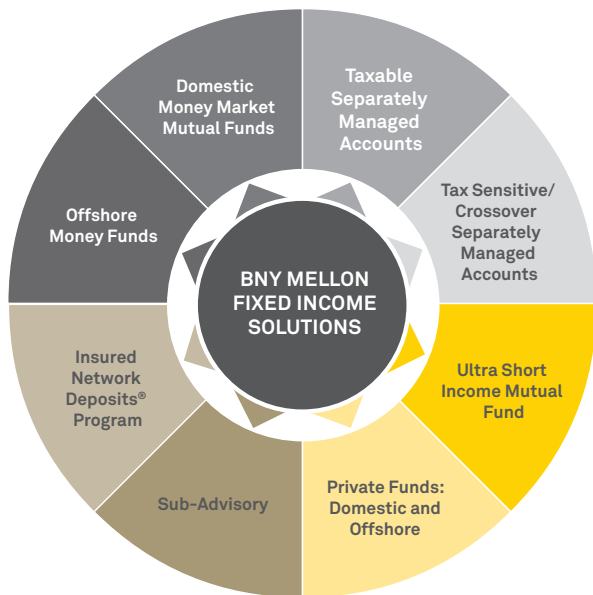 Domestic
Money Market
Mutual Funds
Taxable
Separately
Managed
Accounts
Tax Sensitive/
Crossover
Separately
Managed
Accounts
Ultra Short
Income Mutual
Fund
Private Funds:
Domestic and
Offshore
Sub-Advisory
Insured
Network
Deposits®
Program
Offshore
Money Funds
BNY MELLON
FIXED INCOME
SOLUTIONS